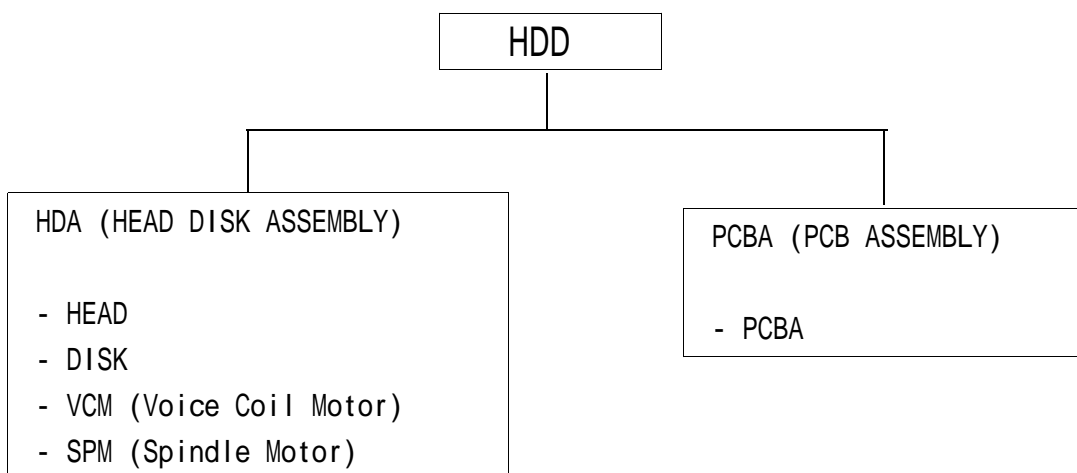 HDD
HDA (HEAD DISK ASSEMBLY)
- HEAD
- DISK
- VCM (Voice Coil Motor)
- SPM (Spindle Motor)
PCBA (PCB ASSEMBLY)
- PCBA